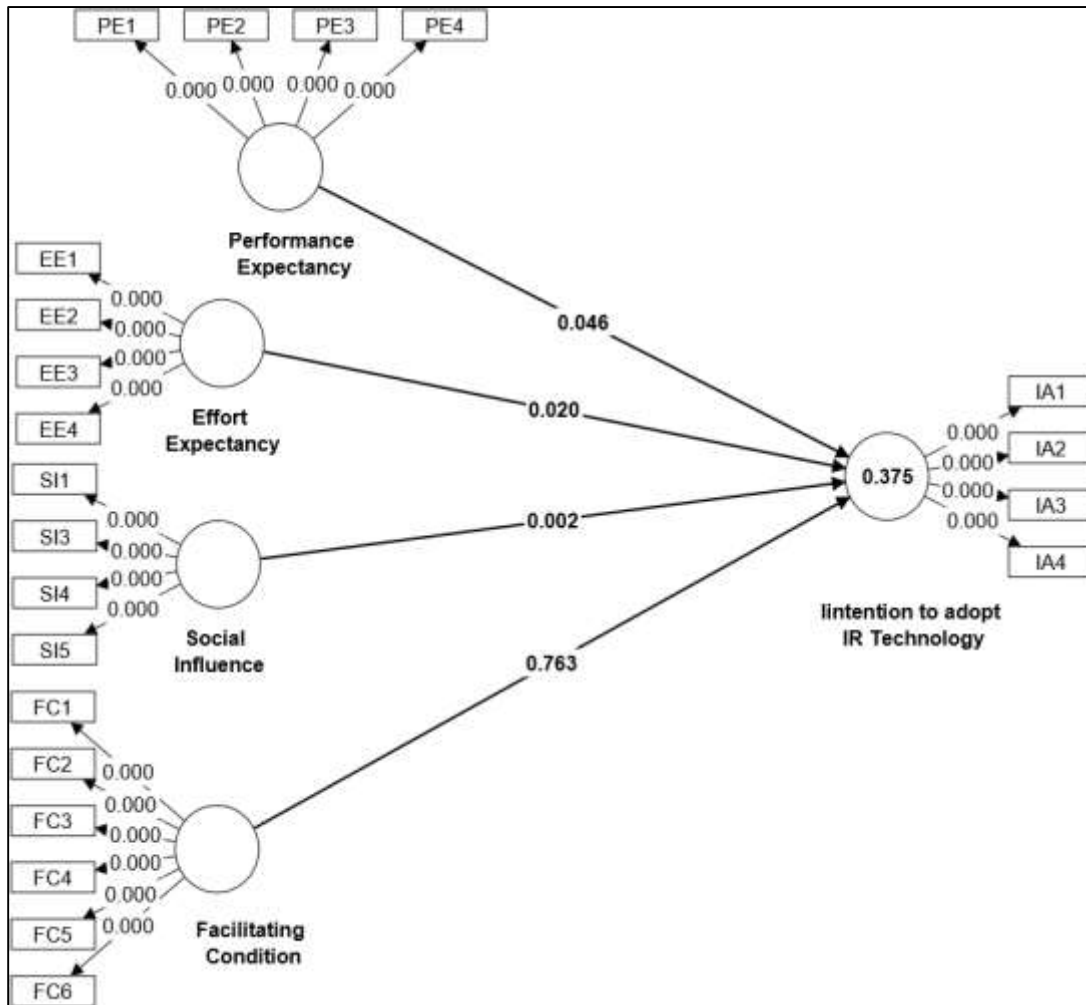 PE1 PE2 PE3 PE4
0.000 0.000 0.000 0.000
Performance
Expectancy
0.046
EE1
EE2
EE3
EE4
0.000
0.000
0.000
0.000
Effort
Expectancy
0.020
SI1
SI3
SI4
SI5
0.000
0.000
0.000
0.000
Social
Influence
0.002
FC1
FC2
FC3
FC4
FC5
FC6
0.000
0.000
0.000
0.000
0.000
0.000
Facilitating
Condition
0.763
0.375
0.000
0.000
0.000
0.000
IA1
IA2
IA3
IA4
Iintention to adopt
IR Technology